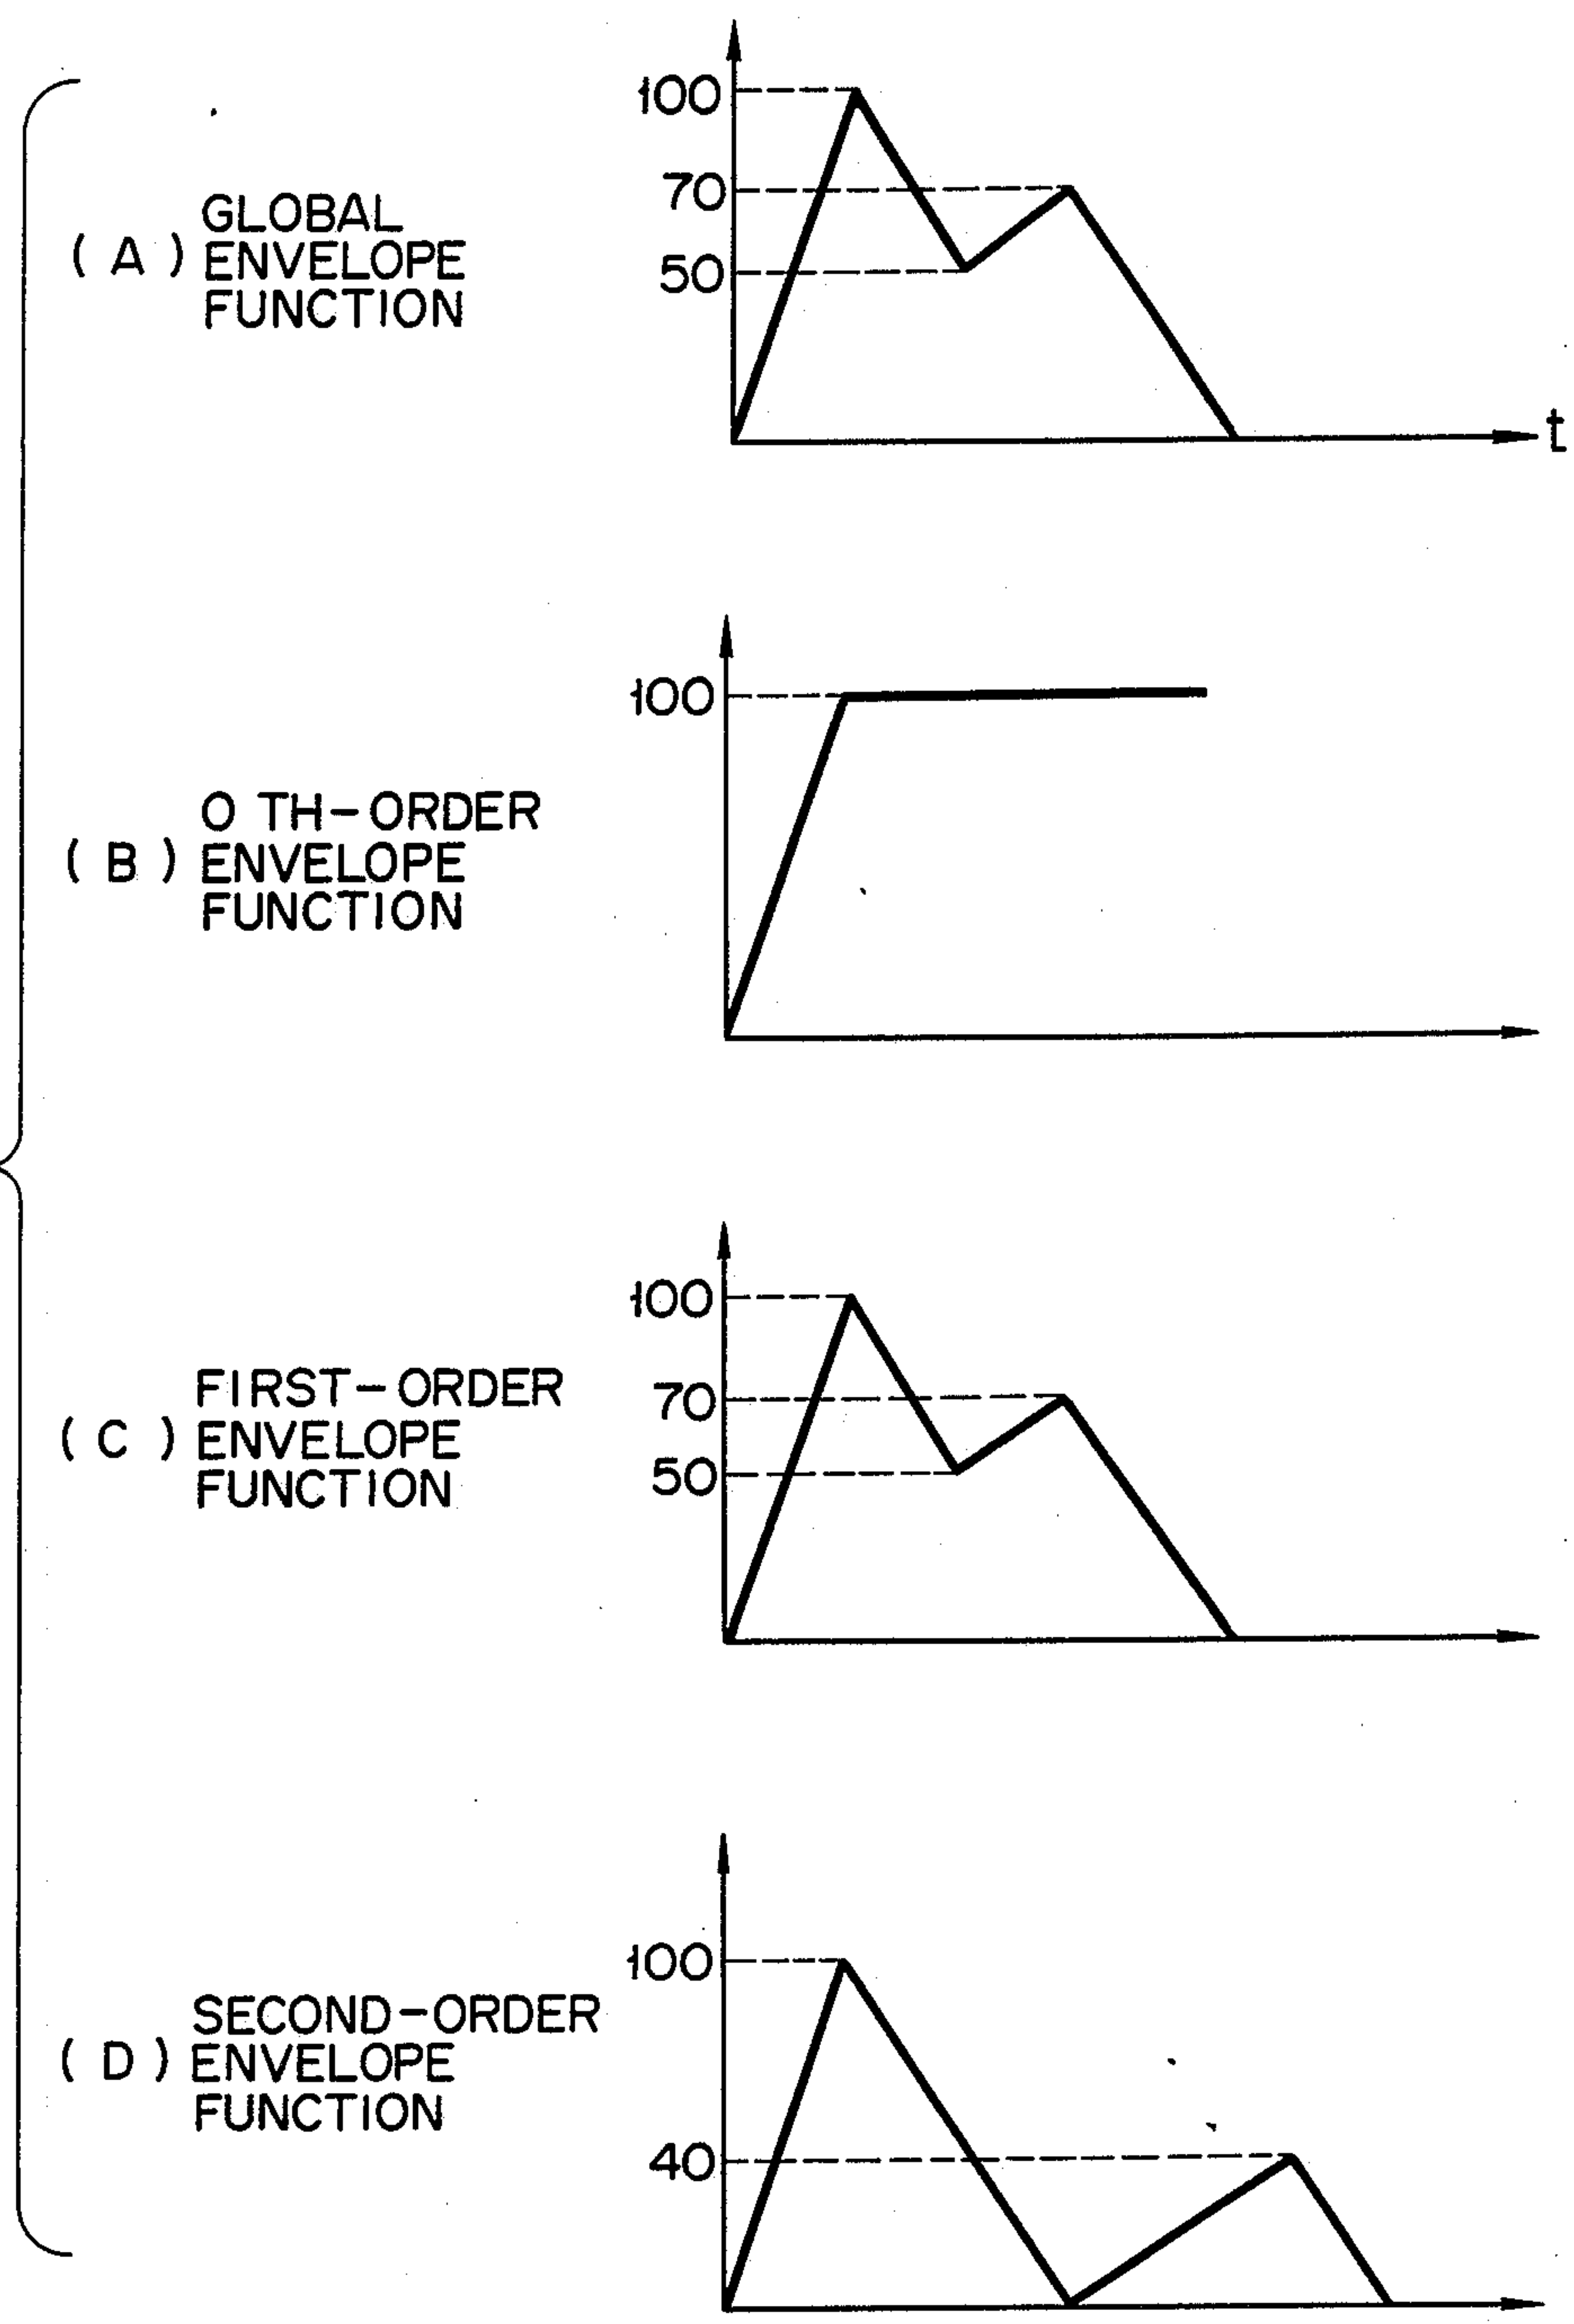 100
70
50
t
( A ) GLOBAL
ENVELOPE
FUNCTION
100
( B ) O TH-ORDER
ENVELOPE
FUNCTION
100
70
50
( C ) FIRST-ORDER
ENVELOPE
FUNCTION
100
40
( D ) SECOND-ORDER
ENVELOPE
FUNCTION